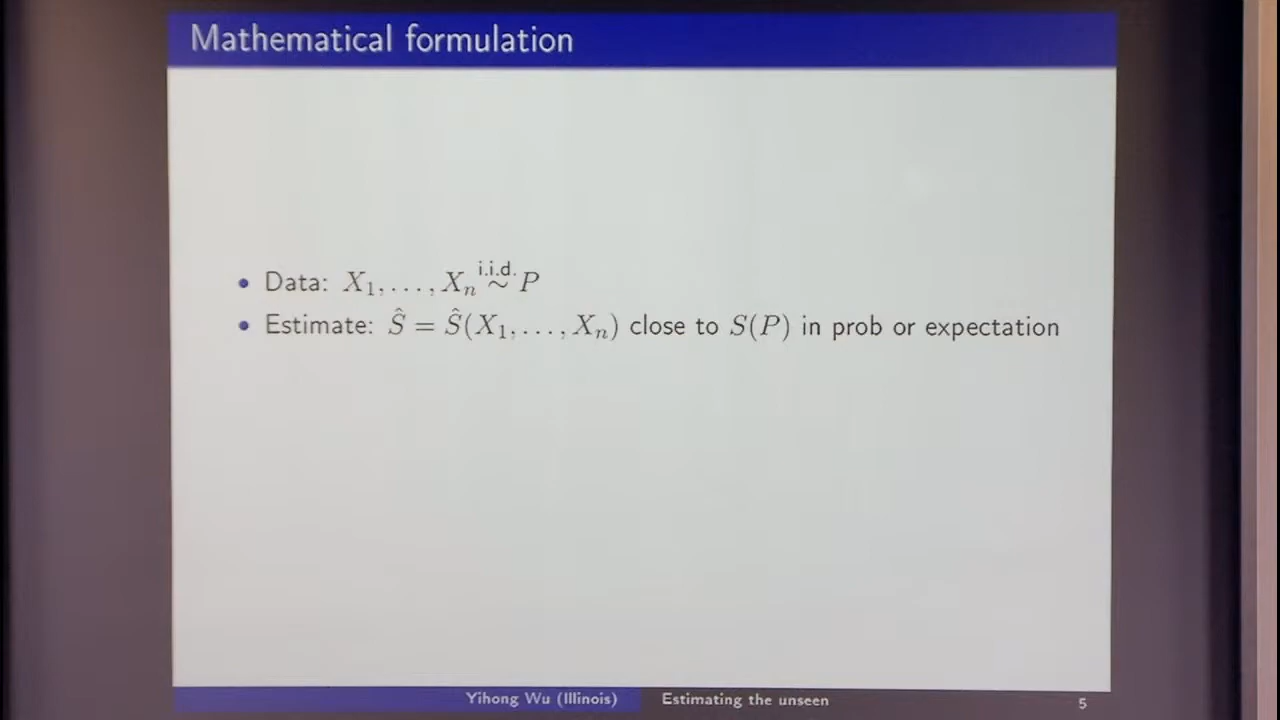 Mathematical formulation
• Data: X₁, . . . , Xₙ i.i.d. ∼ P
• Estimate: Ŝ = Ŝ(X₁, . . . , Xₙ) close to S(P) in prob or expectation
Yihong Wu (Illinois) Estimating the unseen 5